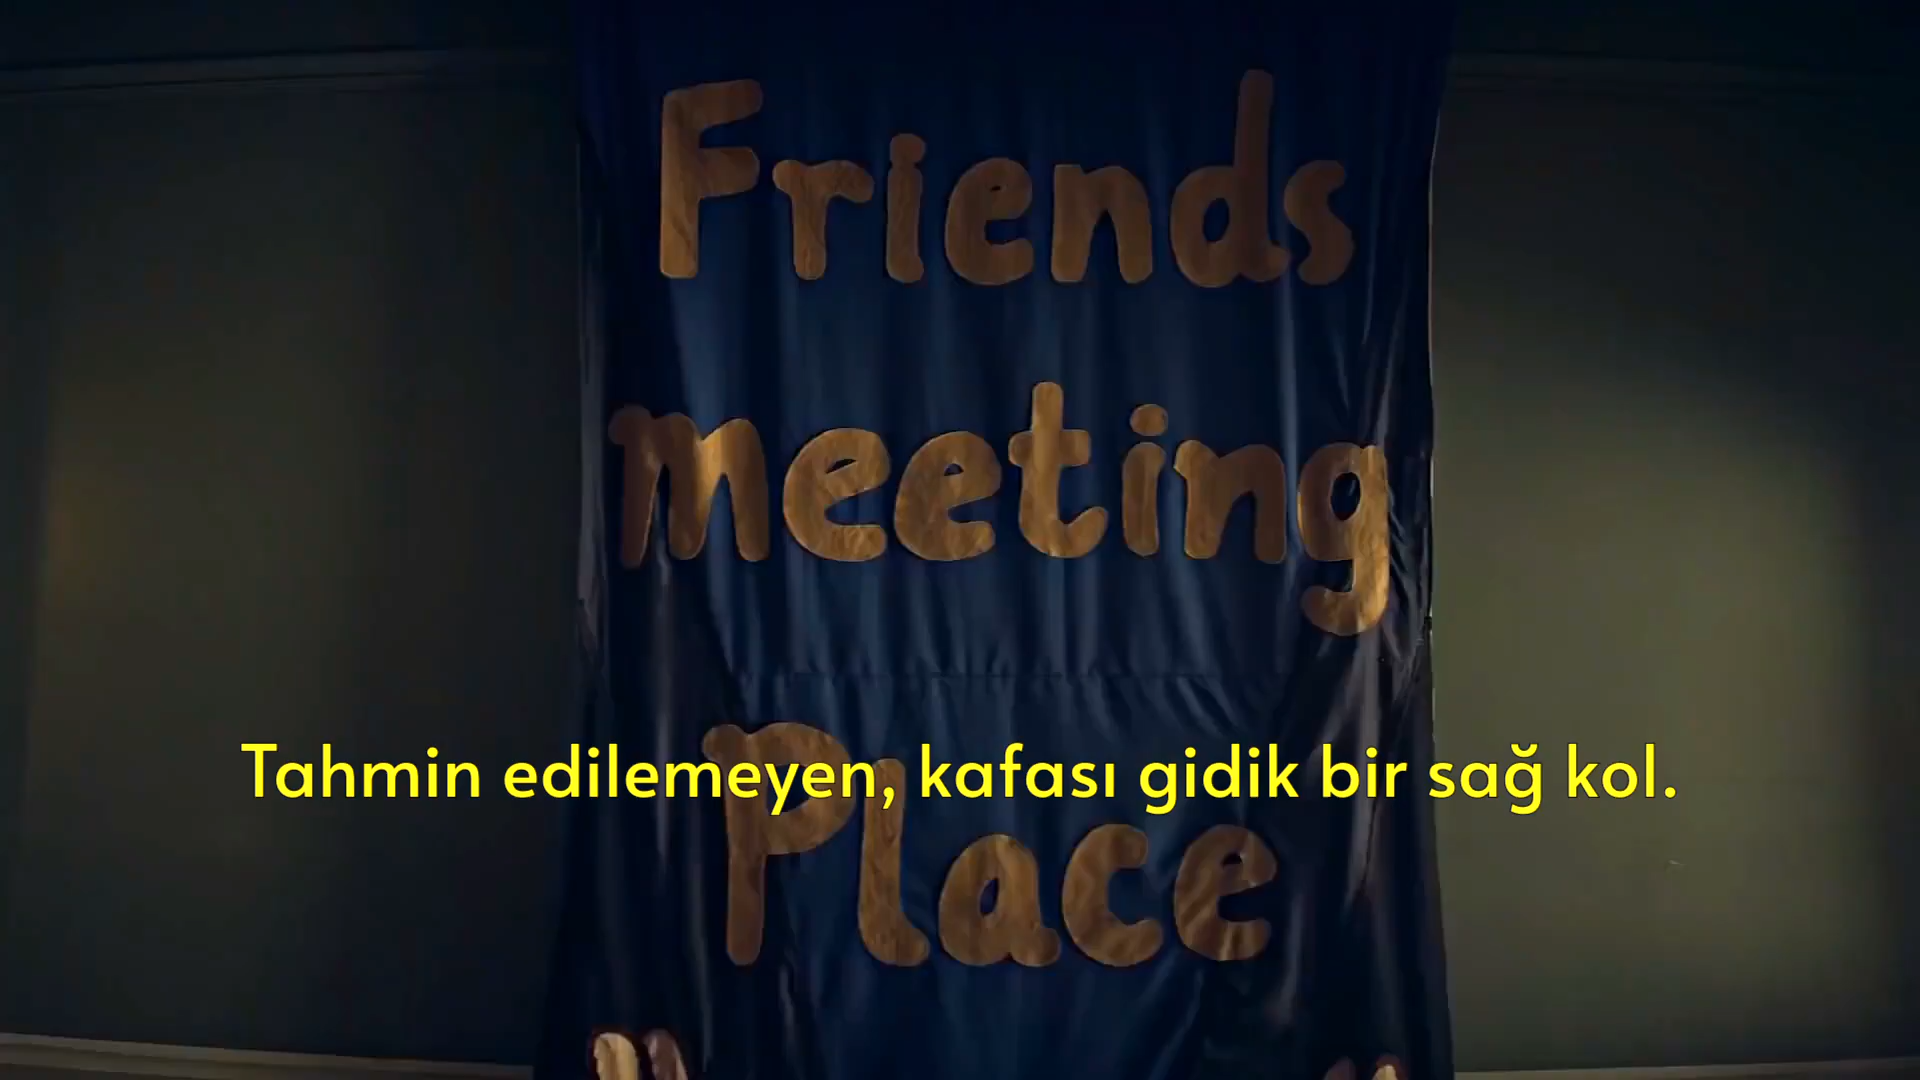 Friends
meeting
Tahmin edilemeyen, kafası gidik bir sağ kol.
Place